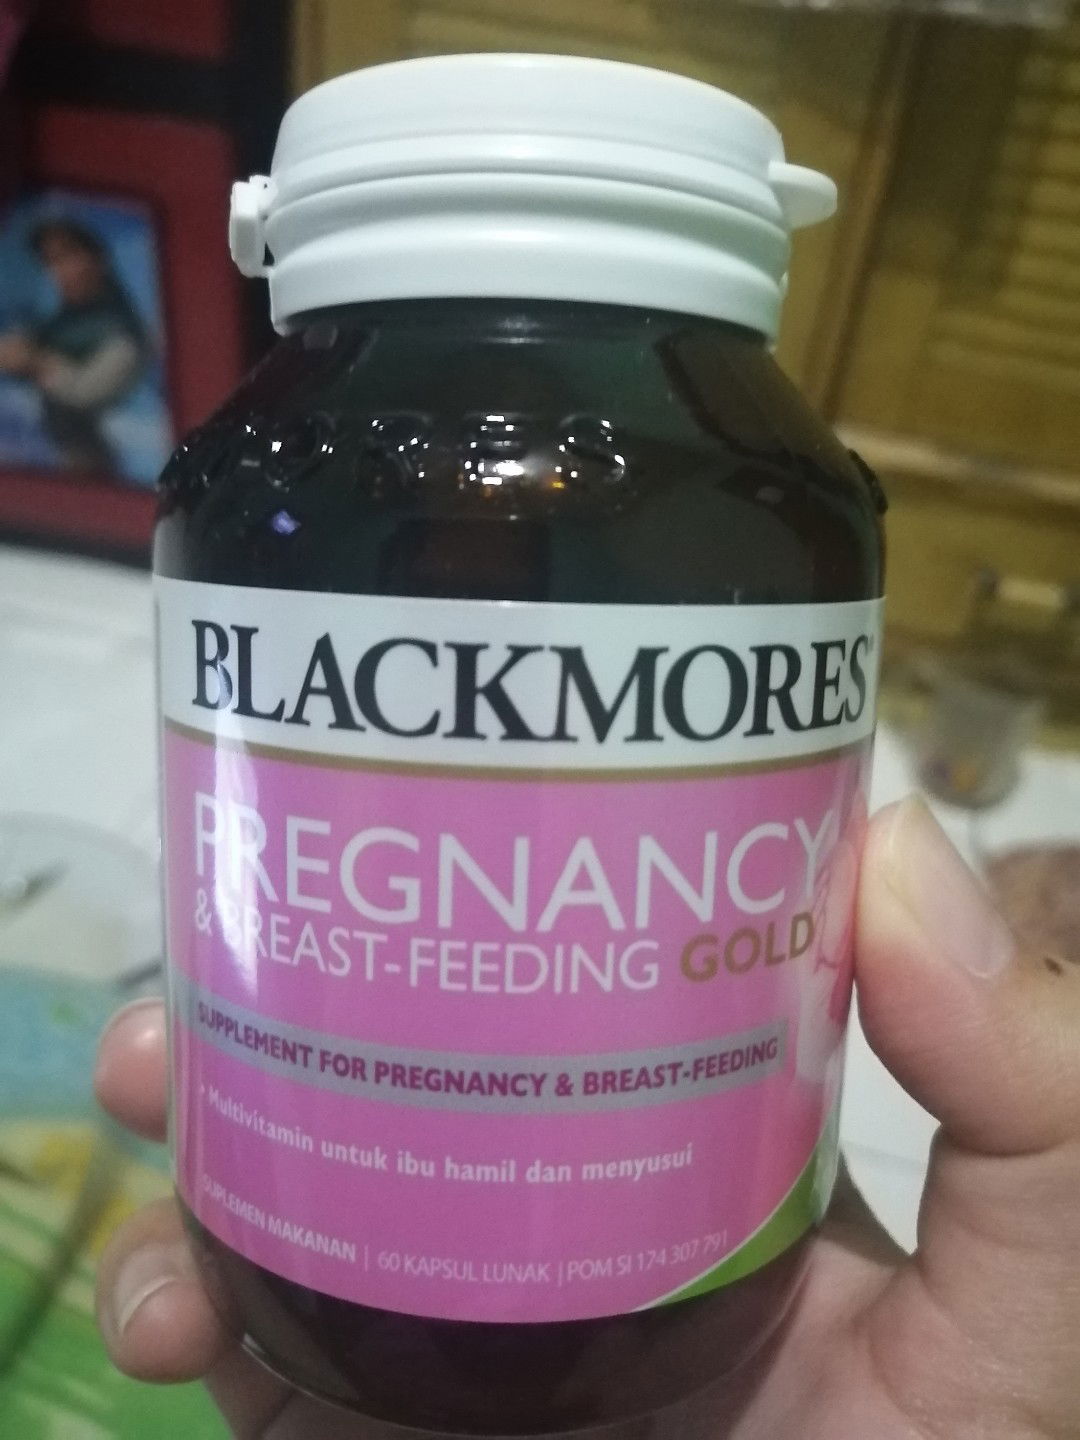 ORES
BLACKMORES
PREGNANCY
& BREAST-FEEDING GOLD
SUPPLEMENT FOR PREGNANCY & BREAST-FEEDING
• Multivitamin untuk ibu hamil dan menyusui
SUPLEMEN MAKANAN | 60 KAPSUL LUNAK | POM SI 174 307 791